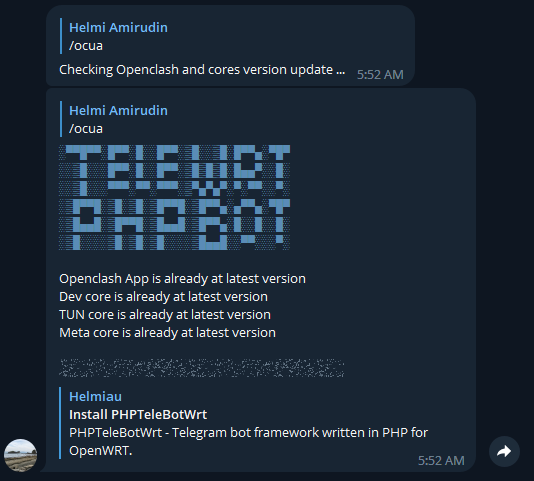 Helmi Amirudin
/ocua
Checking Openclash and cores version update ...
5:52 AM
Helmi Amirudin
/ocua
TELEWRT
PHPBOT
Openclash App is already at latest version
Dev core is already at latest version
TUN core is already at latest version
Meta core is already at latest version
Helmiau
Install PHPTeleBotWrt
PHPTeleBotWrt - Telegram bot framework written in PHP for
OpenWRT.
5:52 AM